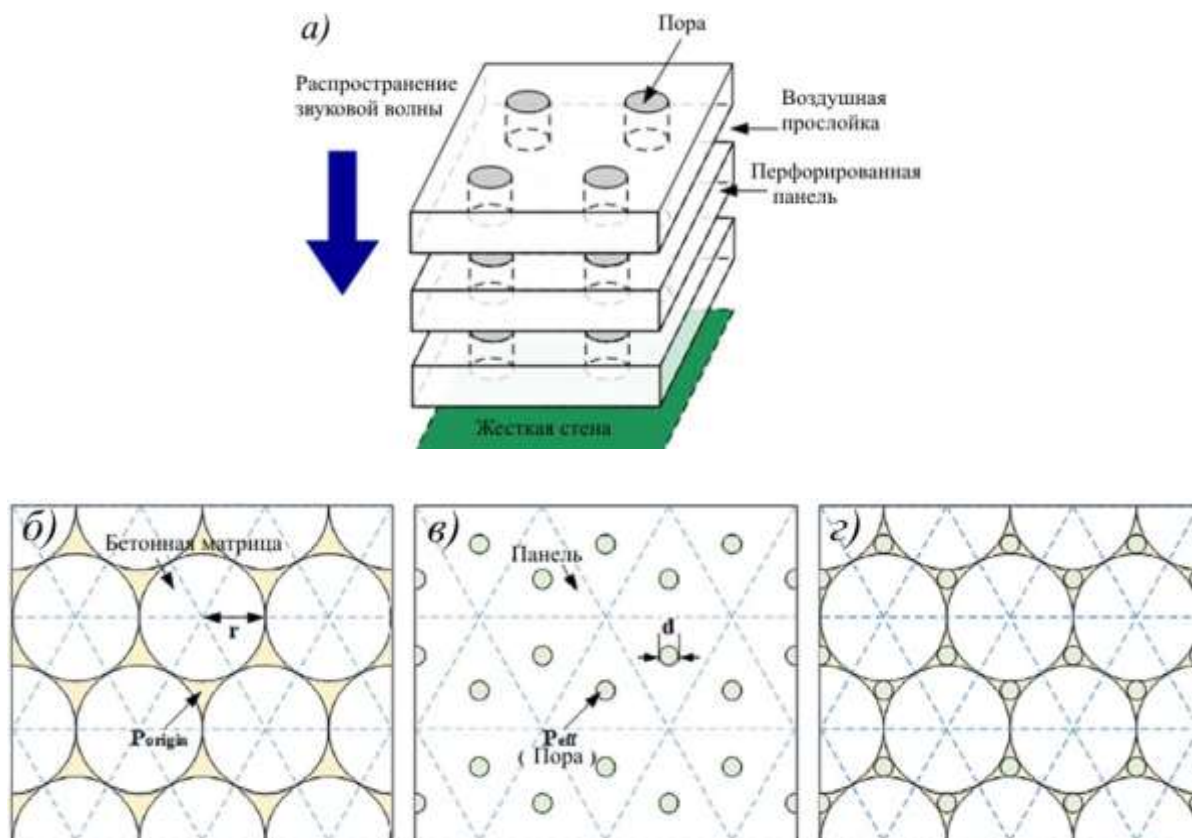 а)
Пора
Распространение
звуковой волны
Воздушная
прослойка
Перфорированная
панель
Жесткая стена
б)
Бетонная матрица
r
Porigin
в)
Панель
d
Peff
( Пора )
г)